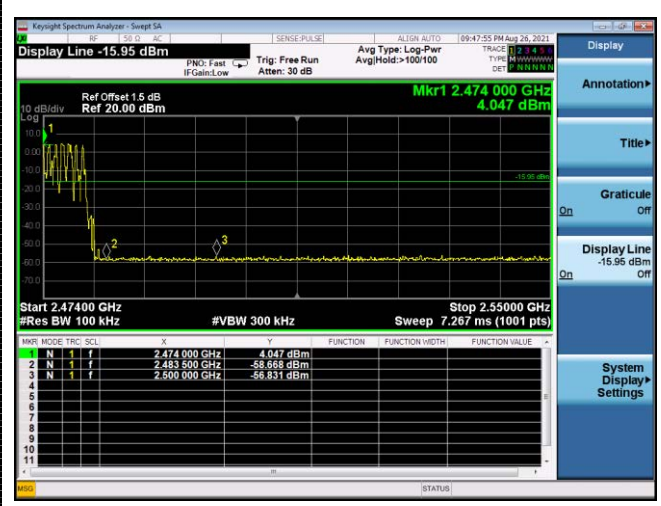 Keysight Spectrum Analyzer - Swept SA
RF 50 Ω AC SENSE:PULSE ALIGN AUTO 09:47:55 PM Aug 26, 2021
Display Line -15.95 dBm
PNO: Fast
IFGain:Low
Trig: Free Run
Atten: 30 dB
Avg Type: Log-Pwr
Avg|Hold:>100/100
TRACE 1 2 3 4 5 6
TYPE M W W W W W
DET P N N N N N
Display
Annotation
Title
Graticule
On Off
Display Line
-15.95 dBm
On Off
System
Display
Settings
Ref Offset 1.5 dB
10 dB/div Ref 20.00 dBm
Log
Mkr1 2.474 000 GHz
4.047 dBm
10.0
0.00
-10.0
-20.0
-30.0
-40.0
-50.0
-60.0
-70.0
1
2
3
-15.95 dBm
Start 2.47400 GHz Stop 2.55000 GHz
#Res BW 100 kHz #VBW 300 kHz Sweep 7.267 ms (1001 pts)
MKR MODE TRC SCL X Y FUNCTION FUNCTION WIDTH FUNCTION VALUE
1 N 1 f 2.474 000 GHz 4.047 dBm
2 N 1 f 2.483 500 GHz -58.668 dBm
3 N 1 f 2.500 000 GHz -56.831 dBm
4
5
6
7
8
9
10
11
MSG STATUS